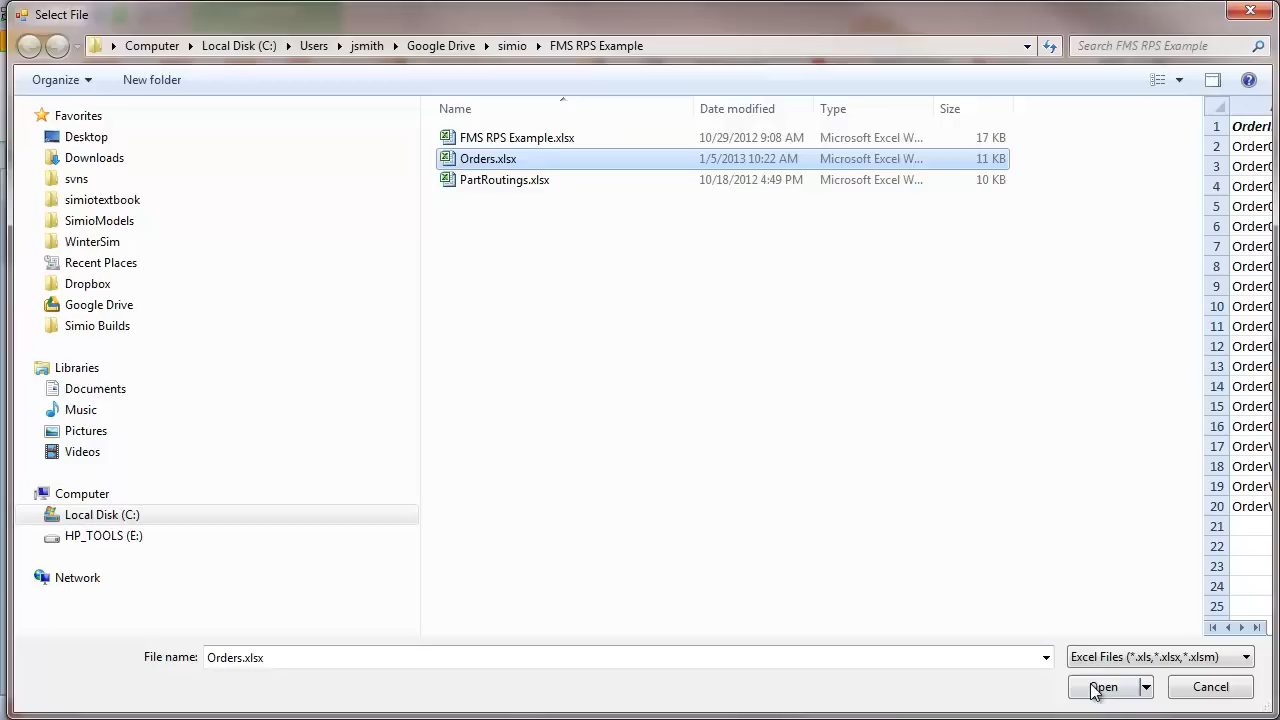 Select File
Computer Local Disk (C:) Users jsmith Google Drive simio FMS RPS Example
Search FMS RPS Example
Organize New folder
Favorites
Desktop
Downloads
svns
simiotextbook
SimioModels
WinterSim
Recent Places
Dropbox
Google Drive
Simio Builds
Libraries
Documents
Music
Pictures
Videos
Computer
Local Disk (C:)
HP_TOOLS (E:)
Network
Name Date modified Type Size
FMS RPS Example.xlsx 10/29/2012 9:08 AM Microsoft Excel W... 17 KB
Orders.xlsx 1/5/2013 10:22 AM Microsoft Excel W... 11 KB
PartRoutings.xlsx 10/18/2012 4:49 PM Microsoft Excel W... 10 KB
1
2
3
4
5
6
7
8
9
10
11
12
13
14
15
16
17
18
19
20
21
22
23
24
25
File name: Orders.xlsx
Excel Files (*.xls,*.xlsx,*.xlsm)
Open Cancel